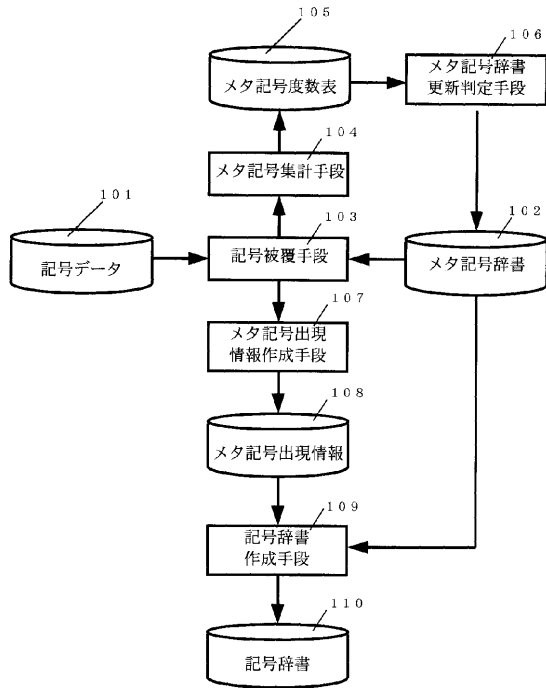 105
メタ記号度数表
106
メタ記号辞書
更新判定手段
104
メタ記号集計手段
101
記号データ
103
記号被覆手段
102
メタ記号辞書
107
メタ記号出現
情報作成手段
108
メタ記号出現情報
109
記号辞書
作成手段
110
記号辞書